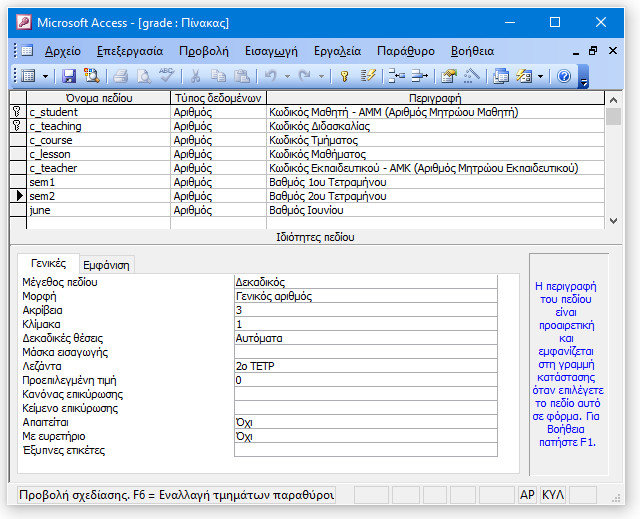 Microsoft Access - [grade : Πίνακας]
Αρχείο Επεξεργασία Προβολή Εισαγωγή Εργαλεία Παράθυρο Βοήθεια
Όνομα πεδίου Τύπος δεδομένων Περιγραφή
c_student Αριθμός Κωδικός Μαθητή - ΑΜΜ (Αριθμός Μητρώου Μαθητή)
c_teaching Αριθμός Κωδικός Διδασκαλίας
c_course Αριθμός Κωδικός Τμήματος
c_lesson Αριθμός Κωδικός Μαθήματος
c_teacher Αριθμός Κωδικός Εκπαιδευτικού - ΑΜΚ (Αριθμός Μητρώου Εκπαιδευτικού)
sem1 Αριθμός Βαθμός 1ου Τετραμήνου
sem2 Αριθμός Βαθμός 2ου Τετραμήνου
june Αριθμός Βαθμός Ιουνίου
Ιδιότητες πεδίου
Γενικές Εμφάνιση
Μέγεθος πεδίου Δεκαδικός
Μορφή Γενικός αριθμός
Ακρίβεια 3
Κλίμακα 1
Δεκαδικές θέσεις Αυτόματα
Μάσκα εισαγωγής
Λεζάντα 2ο ΤΕΤΡ
Προεπιλεγμένη τιμή 0
Κανόνας επικύρωσης
Κείμενο επικύρωσης
Απαιτείται Όχι
Με ευρετήριο Όχι
Έξυπνες ετικέτες
Η περιγραφή
του πεδίου
είναι
προαιρετική
και
εμφανίζεται
στη γραμμή
κατάστασης
όταν επιλέγετε
το πεδίο αυτό
σε φόρμα. Για
Βοήθεια
πατήστε F1.
Προβολή σχεδίασης. F6 = Εναλλαγή τμημάτων παραθύρου ΑΡ ΚΥΛ